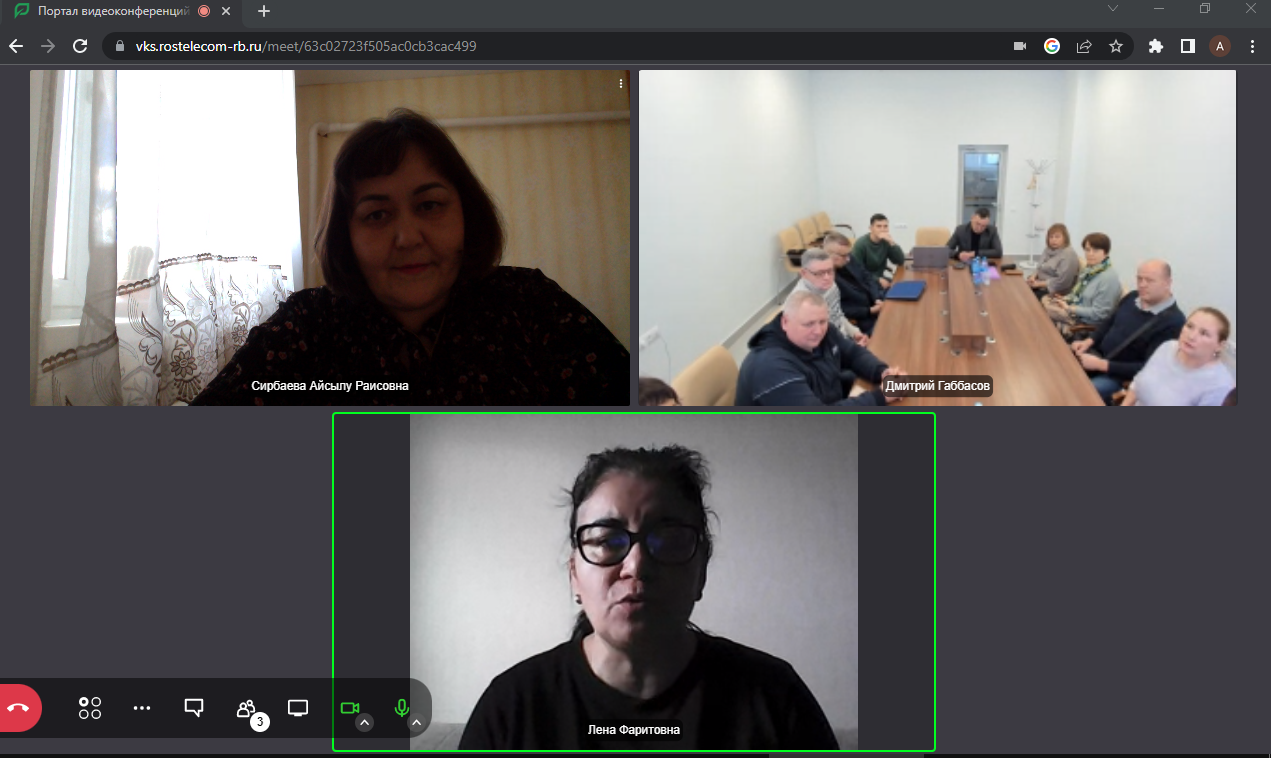 Портал видеоконференций
vks.rostelecom-rb.ru/meet/63c02723f505ac0cb3cac499
A
Сирбаева Айсылу Раисовна
Дмитрий Габбасов
Лена Фаритовна
3